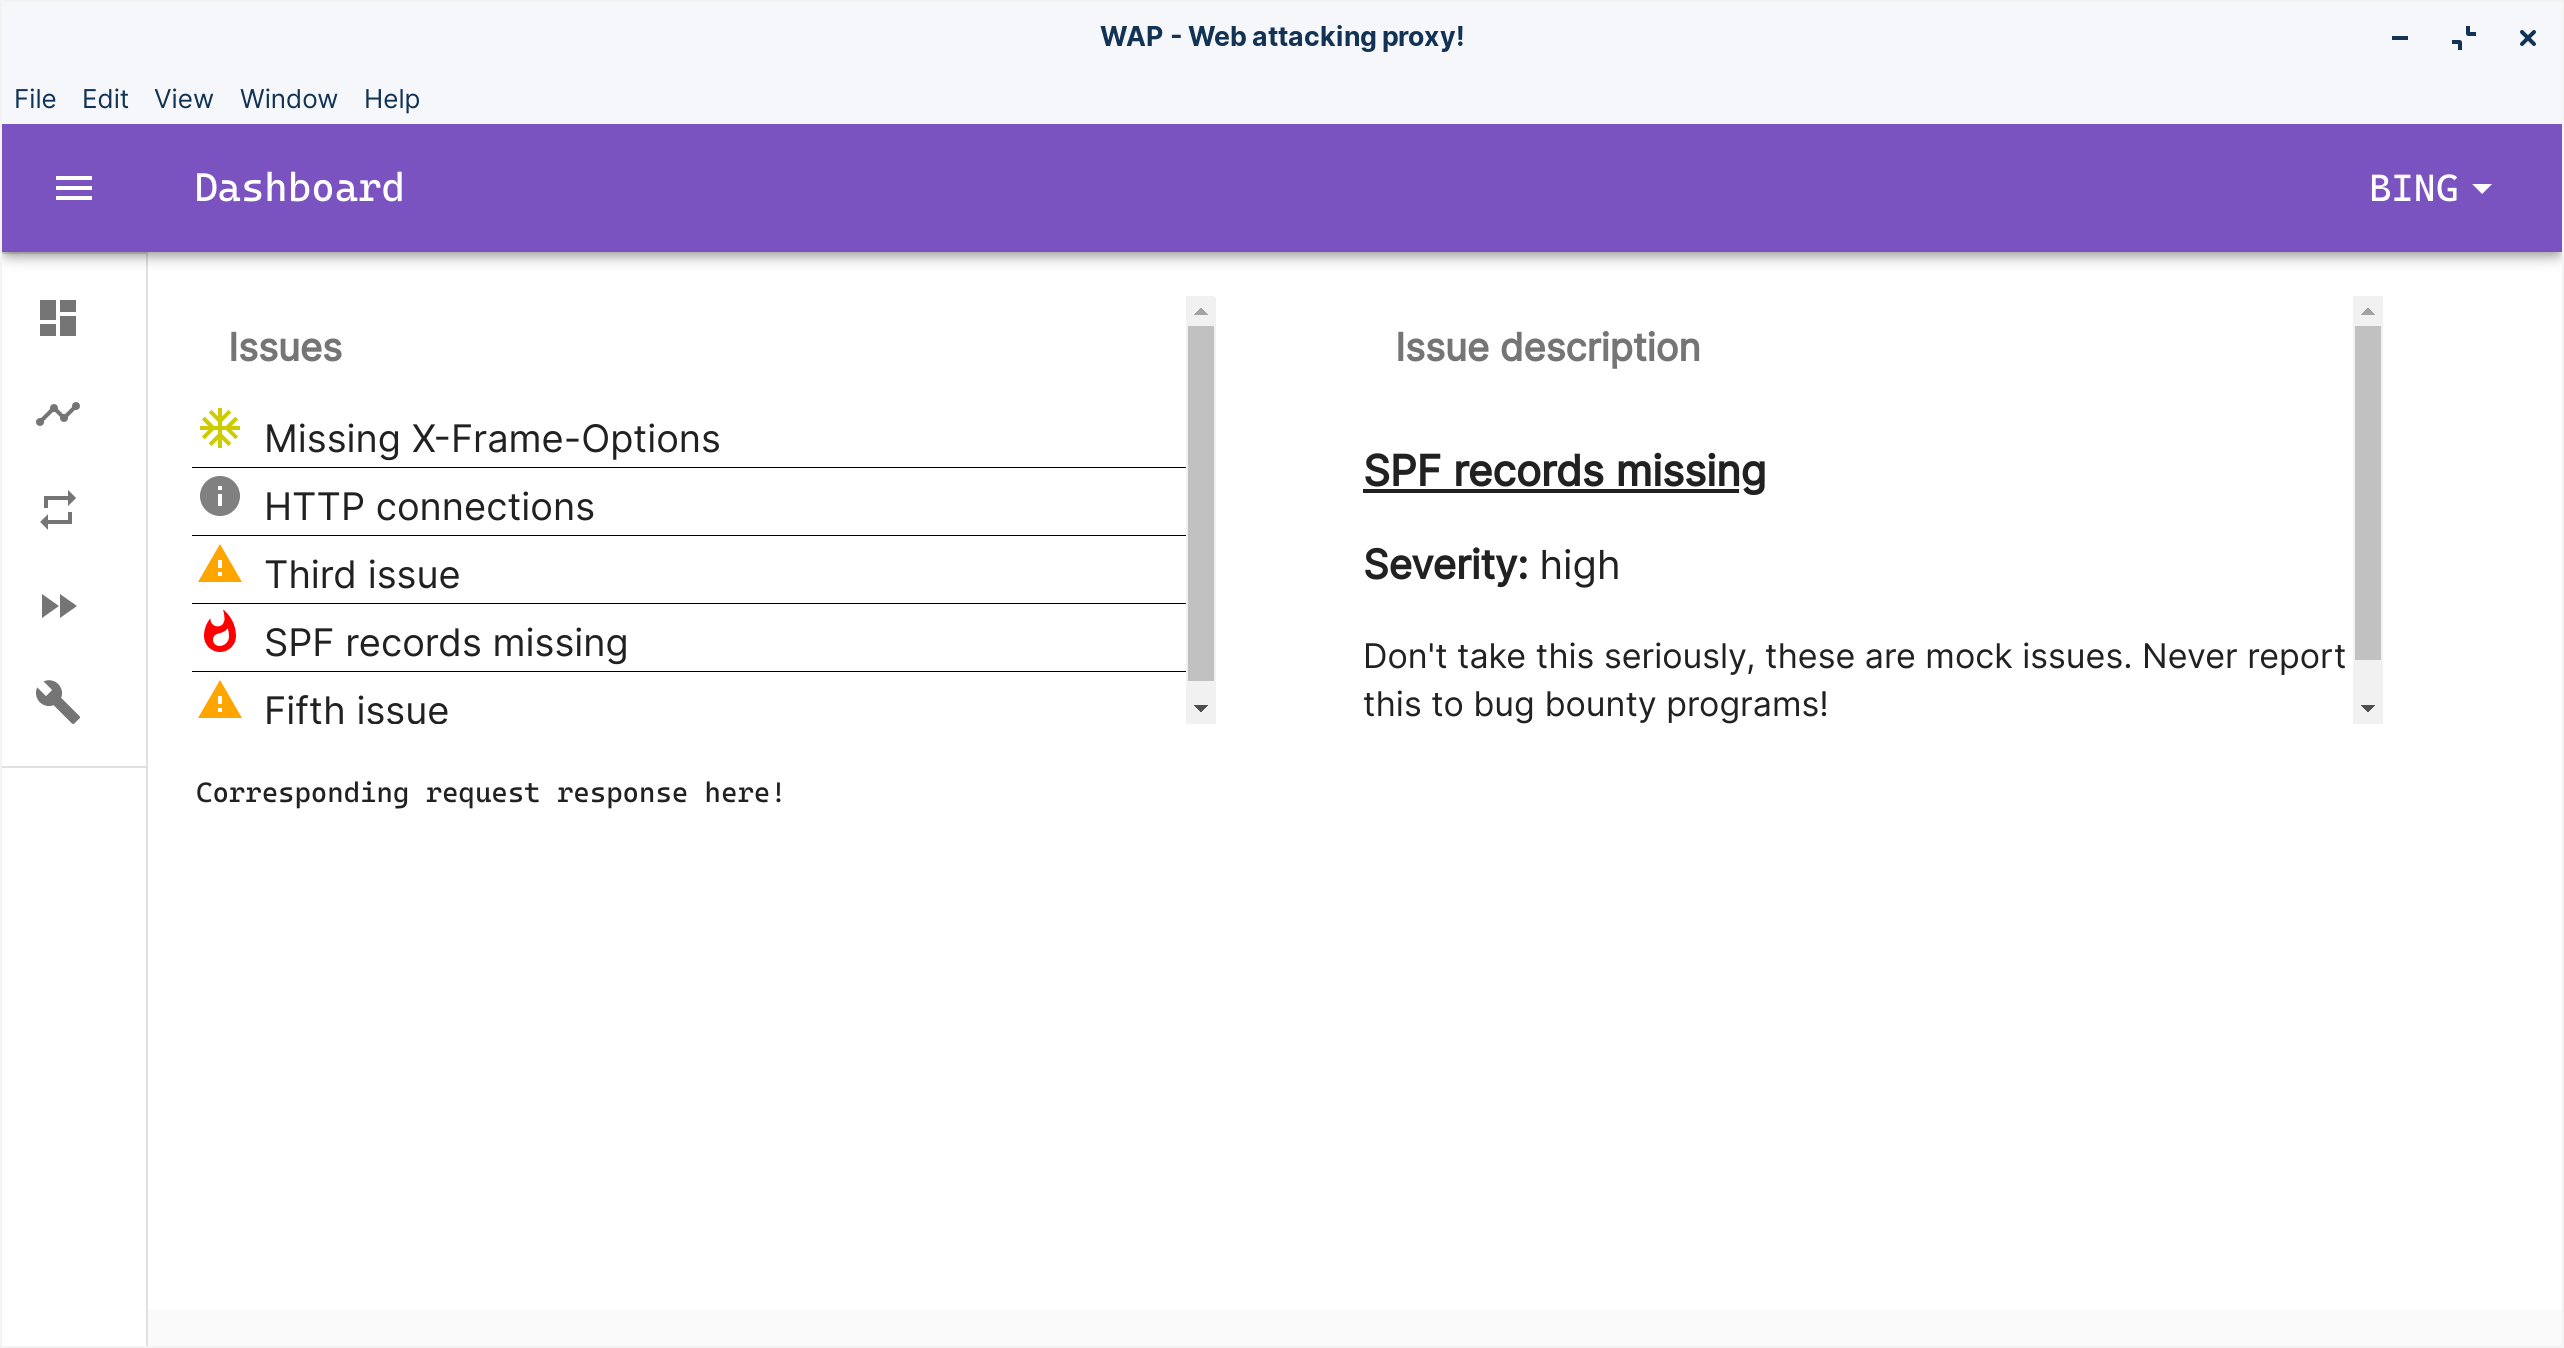 WAP - Web attacking proxy!
File Edit View Window Help
Dashboard
BING
Issues
Missing X-Frame-Options
HTTP connections
Third issue
SPF records missing
Fifth issue
Issue description
SPF records missing
Severity: high
Don't take this seriously, these are mock issues. Never report
this to bug bounty programs!
Corresponding request response here!